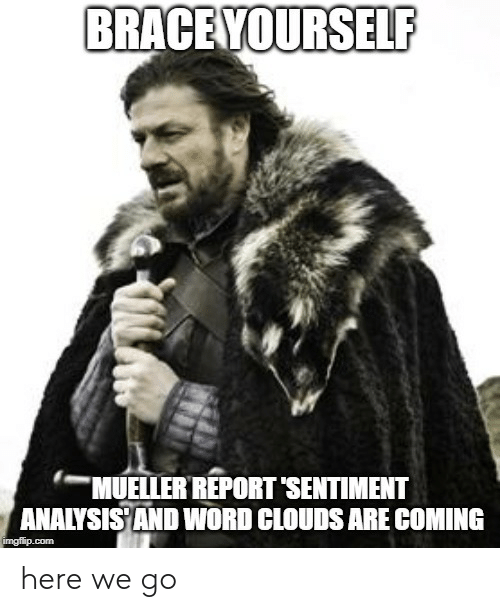 BRACE YOURSELF
MUELLER REPORT 'SENTIMENT
ANALYSIS' AND WORD CLOUDS ARE COMING
imgflip.com
here we go